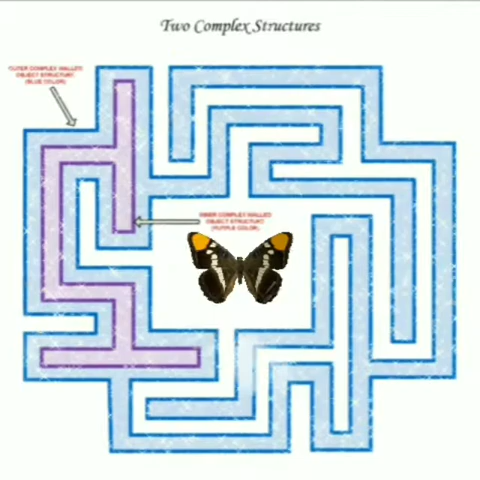 Two Complex Structures
OUTER COMPLEX WALLED
OBJECT STRUCTURE
(BLUE COLOR)
INNER COMPLEX WALLED
OBJECT STRUCTURE
(PURPLE COLOR)